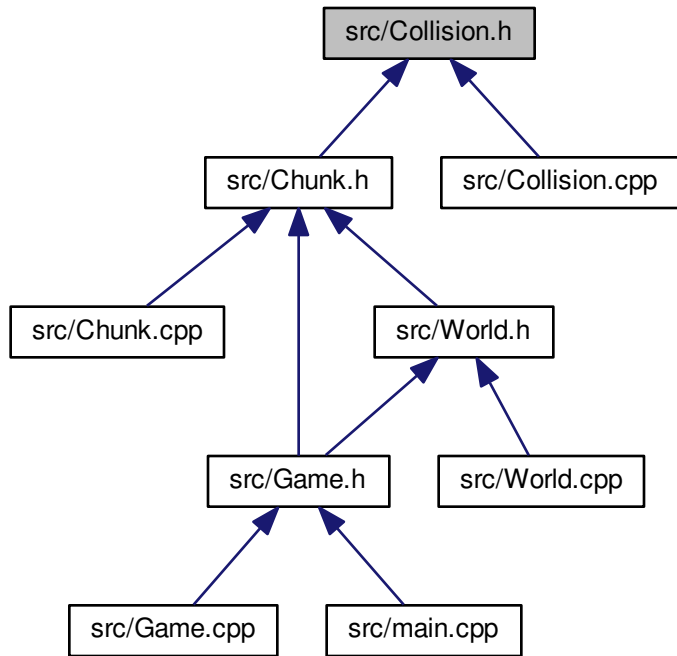 src/Collision.h
src/Chunk.h
src/Collision.cpp
src/Chunk.cpp
src/World.h
src/Game.h
src/World.cpp
src/Game.cpp
src/main.cpp